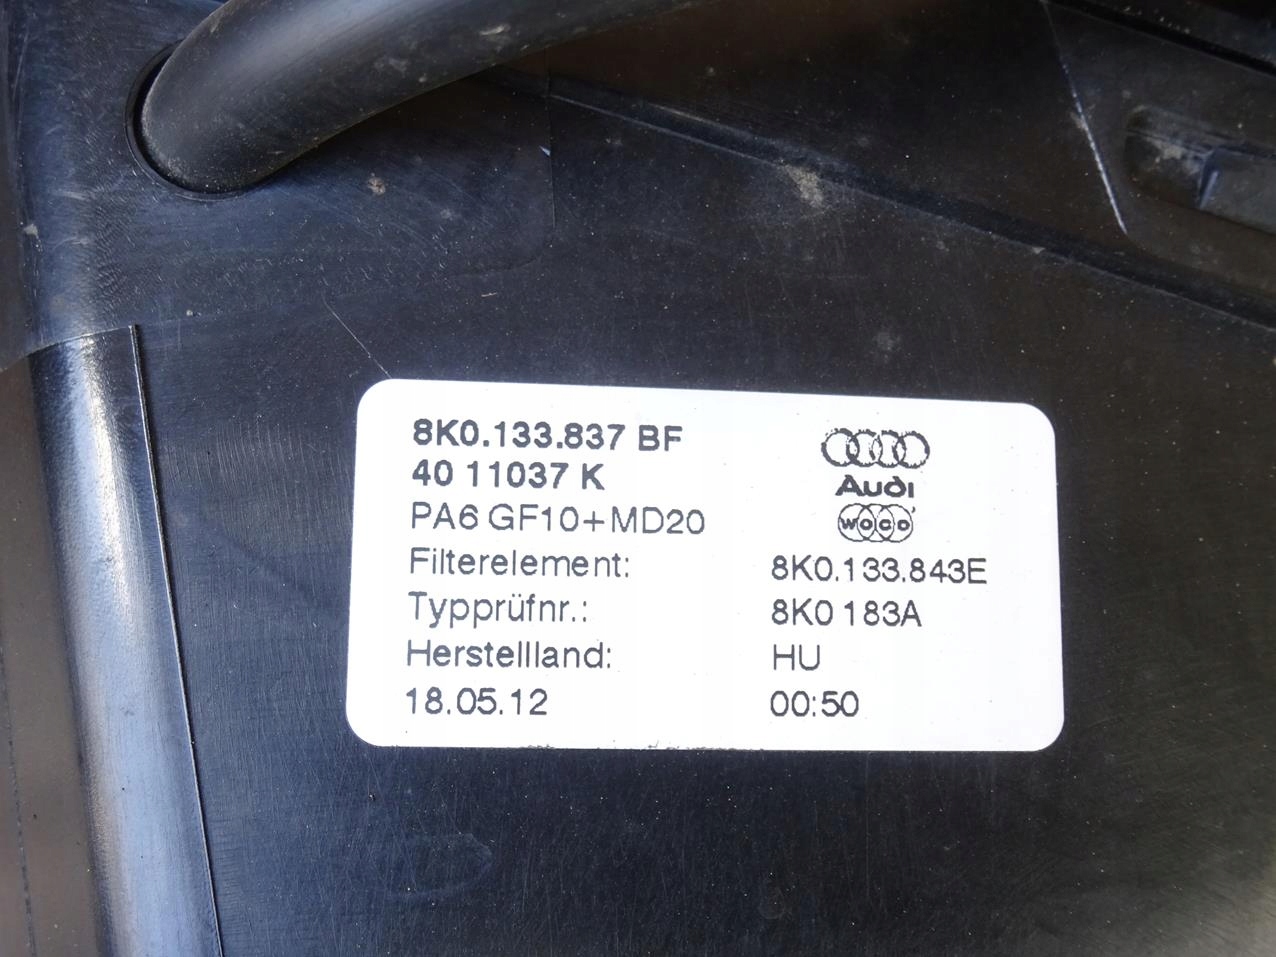 8K0.133.837 BF
40 11037 K
PA6 GF10+MD20
Audi
woco
Filterelement: 8K0.133.843E
Typprüfnr.: 8K0 183A
Herstellland: HU
18.05.12 00:50